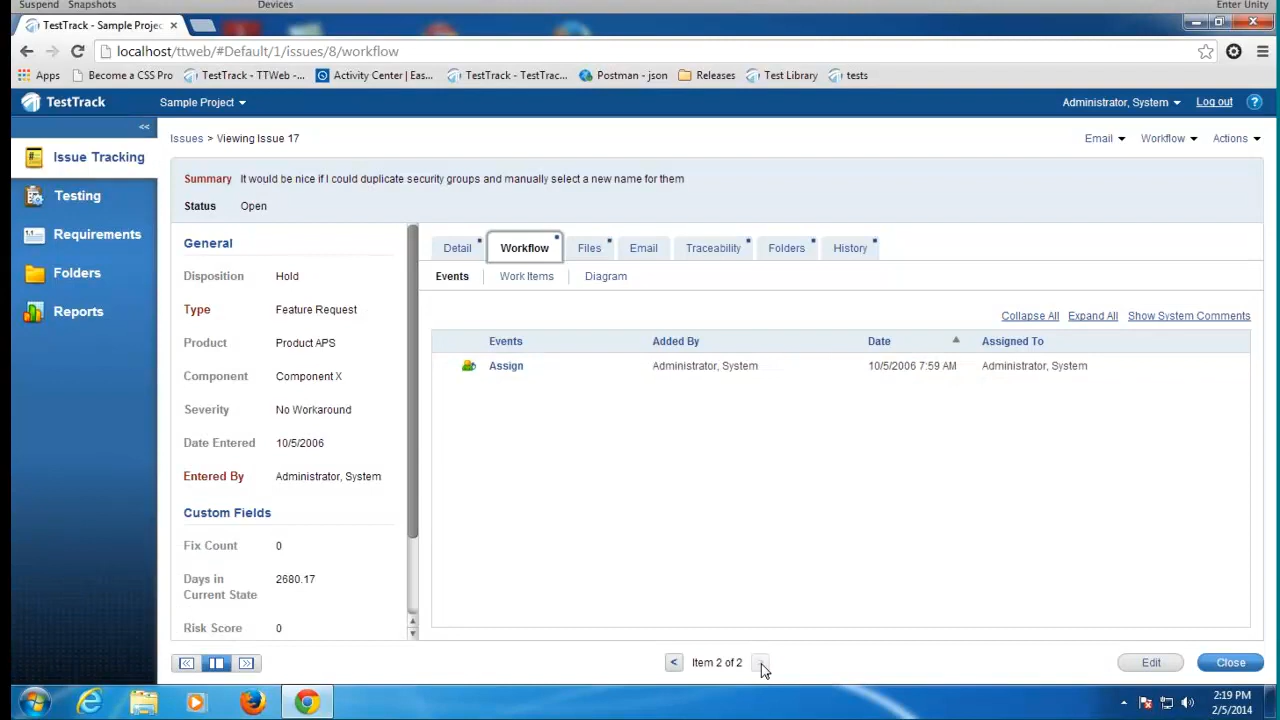 Suspend Snapshots Devices Enter Unity
TestTrack - Sample Projec
localhost/ttweb/#Default/1/issues/8/workflow
Apps Become a CSS Pro TestTrack - TTWeb -... Activity Center | Eas... TestTrack - TestTrac... Postman - json Releases Test Library tests
TestTrack Sample Project Administrator, System Log out ?
<< Issues > Viewing Issue 17 Email Workflow Actions
Issue Tracking
Testing
Requirements
Folders
Reports
Summary It would be nice if I could duplicate security groups and manually select a new name for them
Status Open
General
Disposition Hold
Type Feature Request
Product Product APS
Component Component X
Severity No Workaround
Date Entered 10/5/2006
Entered By Administrator, System
Custom Fields
Fix Count 0
Days in Current State 2680.17
Risk Score 0
Detail Workflow Files Email Traceability Folders History
Events Work Items Diagram
Collapse All Expand All Show System Comments
Events Added By Date Assigned To
Assign Administrator, System 10/5/2006 7:59 AM Administrator, System
< Item 2 of 2 Edit Close
2:19 PM
2/5/2014